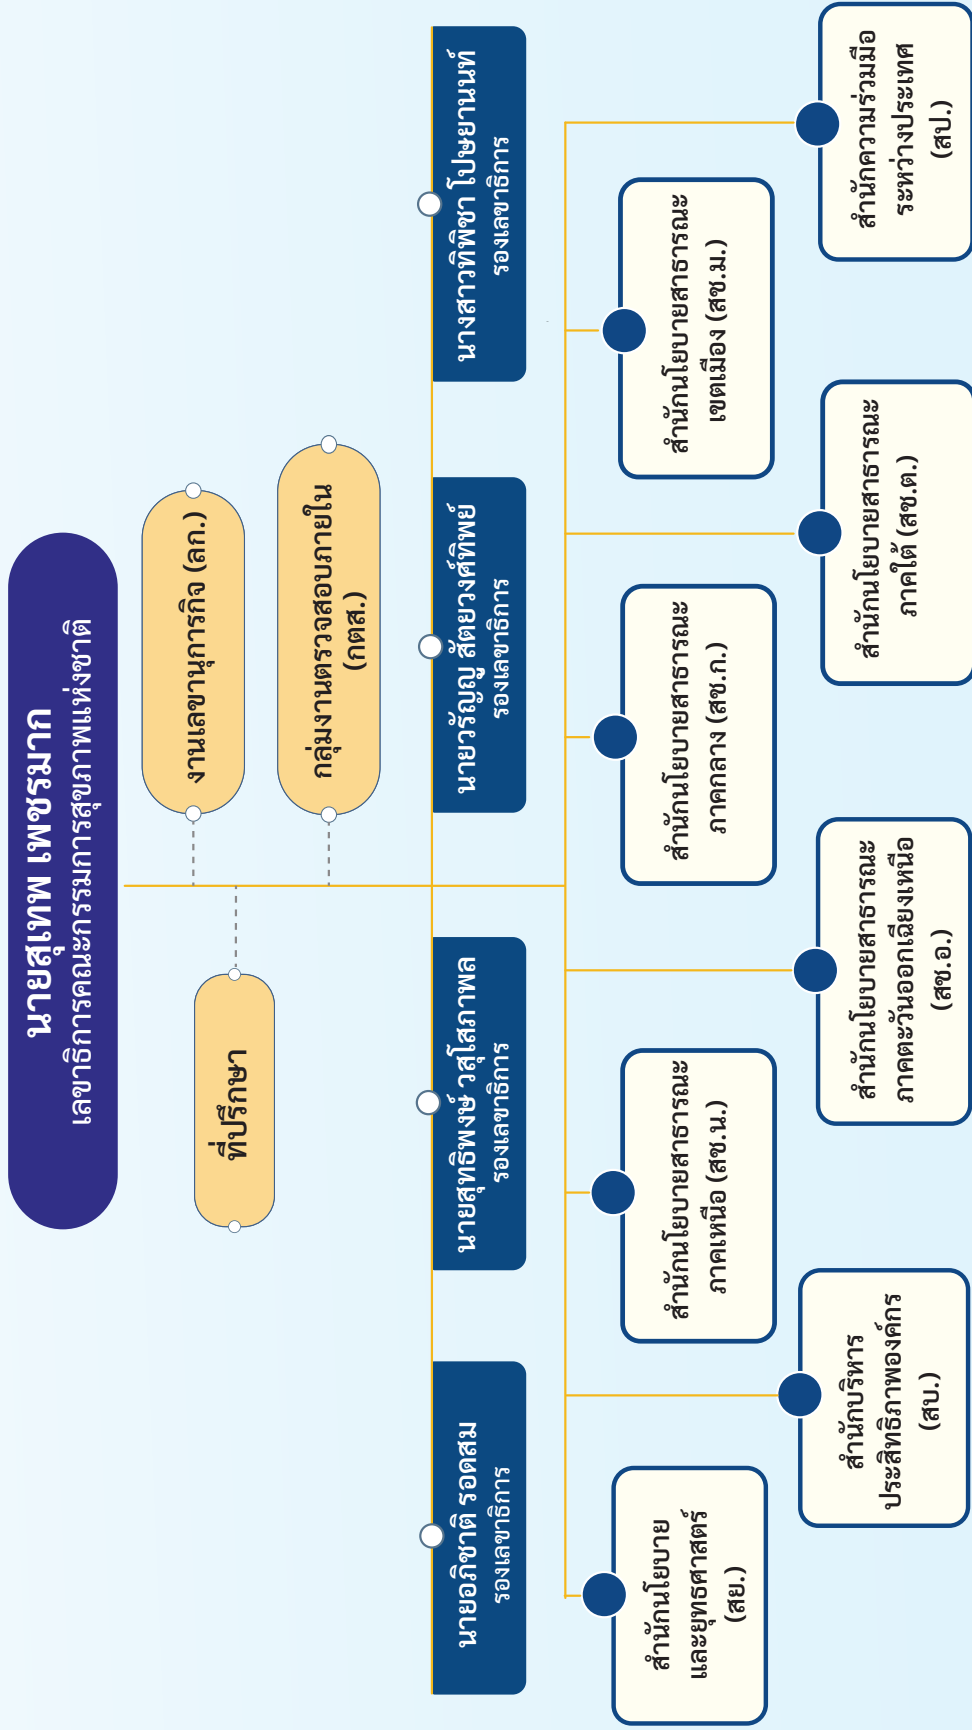 นายสุเทพ เพชรมาก
เลขาธิการคณะกรรมการสุขภาพแห่งชาติ
ที่ปรึกษา
งานเลขานุการกิจ (ลก.)
กลุ่มงานตรวจสอบภายใน
(กตส.)
นายอภิชาติ รอดสม
รองเลขาธิการ
นายสุทธิพงษ์ วสุโสภาพล
รองเลขาธิการ
นายวรัญญู สัตยวงศ์ทิพย์
รองเลขาธิการ
นางสาวทิพิชา โปษยานนท์
รองเลขาธิการ
สำนักนโยบาย
และยุทธศาสตร์
(สย.)
สำนักบริหาร
ประสิทธิภาพองค์กร
(สบ.)
สำนักนโยบายสาธารณะ
ภาคเหนือ (สช.น.)
สำนักนโยบายสาธารณะ
ภาคตะวันออกเฉียงเหนือ
(สช.อ.)
สำนักนโยบายสาธารณะ
ภาคกลาง (สช.ก.)
สำนักนโยบายสาธารณะ
ภาคใต้ (สช.ต.)
สำนักนโยบายสาธารณะ
เขตเมือง (สช.ม.)
สำนักความร่วมมือ
ระหว่างประเทศ
(สป.)